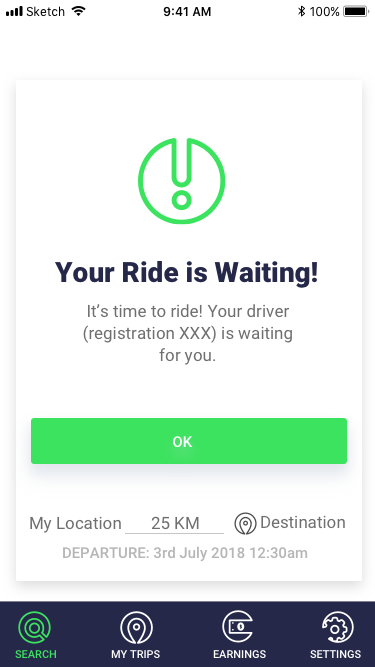 Sketch 9:41 AM 100%
Your Ride is Waiting!
It's time to ride! Your driver
(registration XXX) is waiting
for you.
OK
My Location 25 KM Destination
DEPARTURE: 3rd July 2018 12:30am
SEARCH MY TRIPS EARNINGS SETTINGS